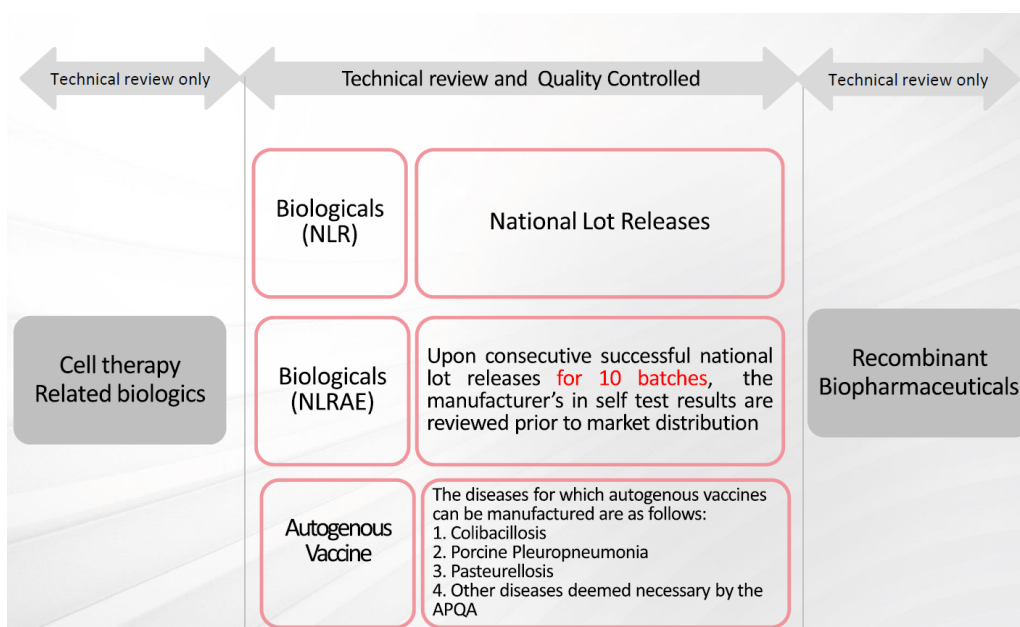 Technical review only
Technical review and Quality Controlled
Technical review only
Biologicals
(NLR)
National Lot Releases
Cell therapy
Related biologics
Biologicals
(NLRAE)
Upon consecutive successful national
lot releases for 10 batches, the
manufacturer's in self test results are
reviewed prior to market distribution
Recombinant
Biopharmaceuticals
Autogenous
Vaccine
The diseases for which autogenous vaccines
can be manufactured are as follows:
1. Colibacillosis
2. Porcine Pleuropneumonia
3. Pasteurellosis
4. Other diseases deemed necessary by the
APQA